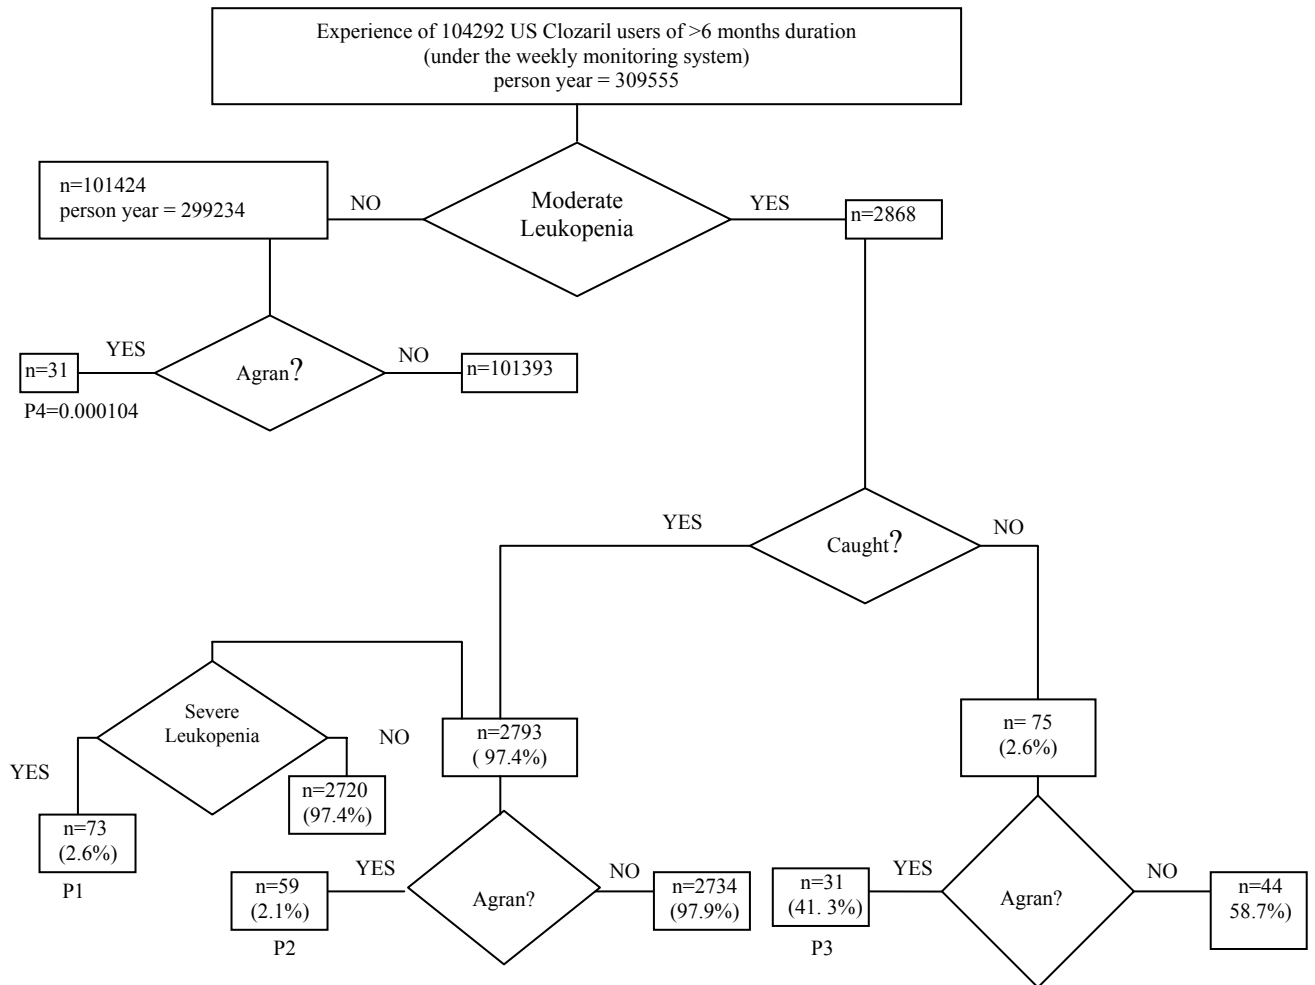 Experience of 104292 US Clozaril users of >6 months duration
(under the weekly monitoring system)
person year = 309555
n=101424
person year = 299234
NO
Moderate
Leukopenia
YES
n=2868
n=31
YES
Agran?
NO
n=101393
P4=0.000104
YES
Caught?
NO
Severe
Leukopenia
YES
NO
n=73
(2.6%)
P1
n=2720
(97.4%)
n=2793
( 97.4%)
n= 75
(2.6%)
n=59
(2.1%)
P2
YES
Agran?
NO
n=2734
(97.9%)
n=31
(41. 3%)
P3
YES
Agran?
NO
n=44
58.7%)